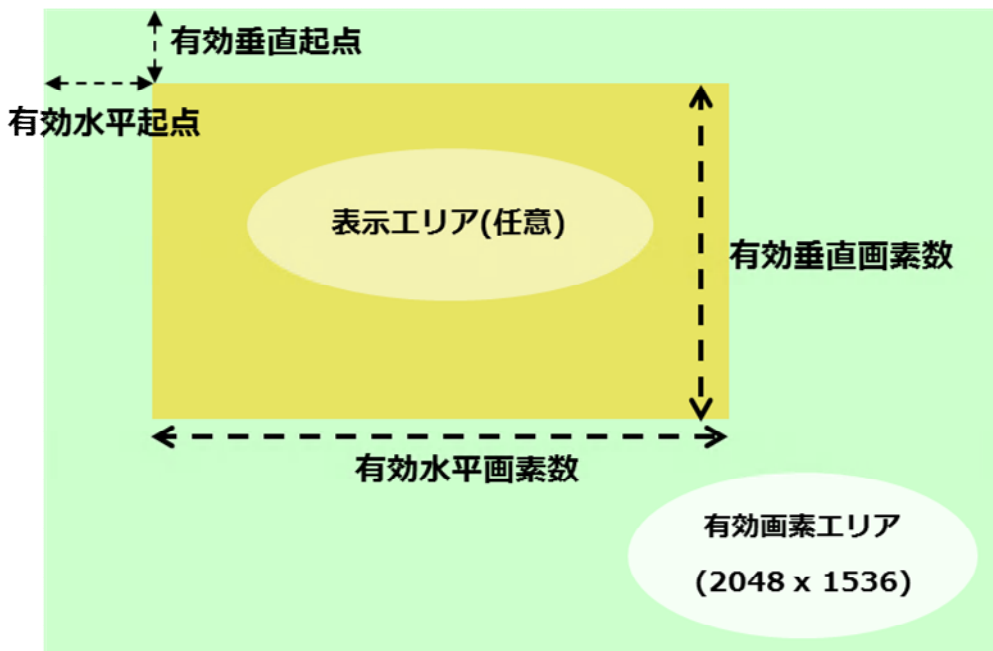 有効垂直起点
有効水平起点
表示エリア(任意)
有効垂直画素数
有効水平画素数
有効画素エリア
(2048 x 1536)